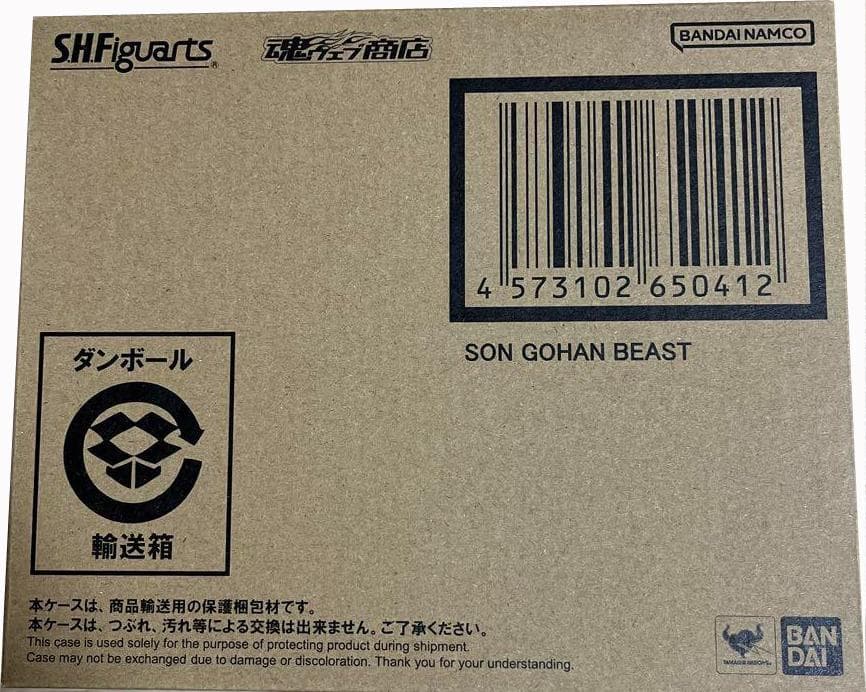 S.H.Figuarts®
魂ウェブ商店
BANDAI NAMCO
4 573102 650412
SON GOHAN BEAST
ダンボール
輸送箱
本ケースは、商品輸送用の保護梱包材です。
本ケースは、つぶれ、汚れ等による交換は出来ません。ご了承ください。
This case is used solely for the purpose of protecting product during shipment.
Case may not be exchanged due to damage or discoloration. Thank you for your understanding.
TAMASHII NATIONS
BAN
DAI